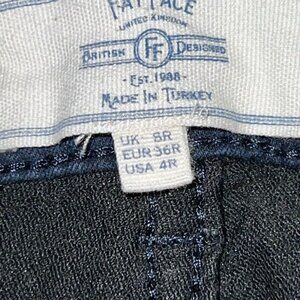 FAT FACE
UNITED KINGDOM
BRITISH FF DESIGNED
- EST. 1988 -
MADE IN TURKEY
UK 8R
EUR 36R
USA 4R